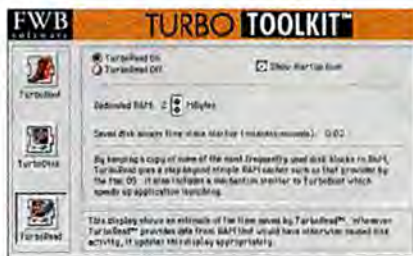 FWB
software
TURBO TOOLKIT™
TurboRead On
TurboRead Off
Show Startup Icon
Dedicated RAM: 2 MBytes
Saved disk access time since startup (minutes:seconds): 0:02
By keeping a copy of some of the most frequently used disk blocks in RAM,
TurboRead goes a step beyond simple RAM caches such as that provided by
the Mac OS. It also includes a mechanism similar to TurboBoot which
speeds up application launching.
This display shows an estimate of the time saved by TurboRead™. Whenever
TurboRead™ provides data from RAM that would have otherwise caused disk
activity, it updates this display appropriately.
TurboBoot
TurboDisk
TurboRead